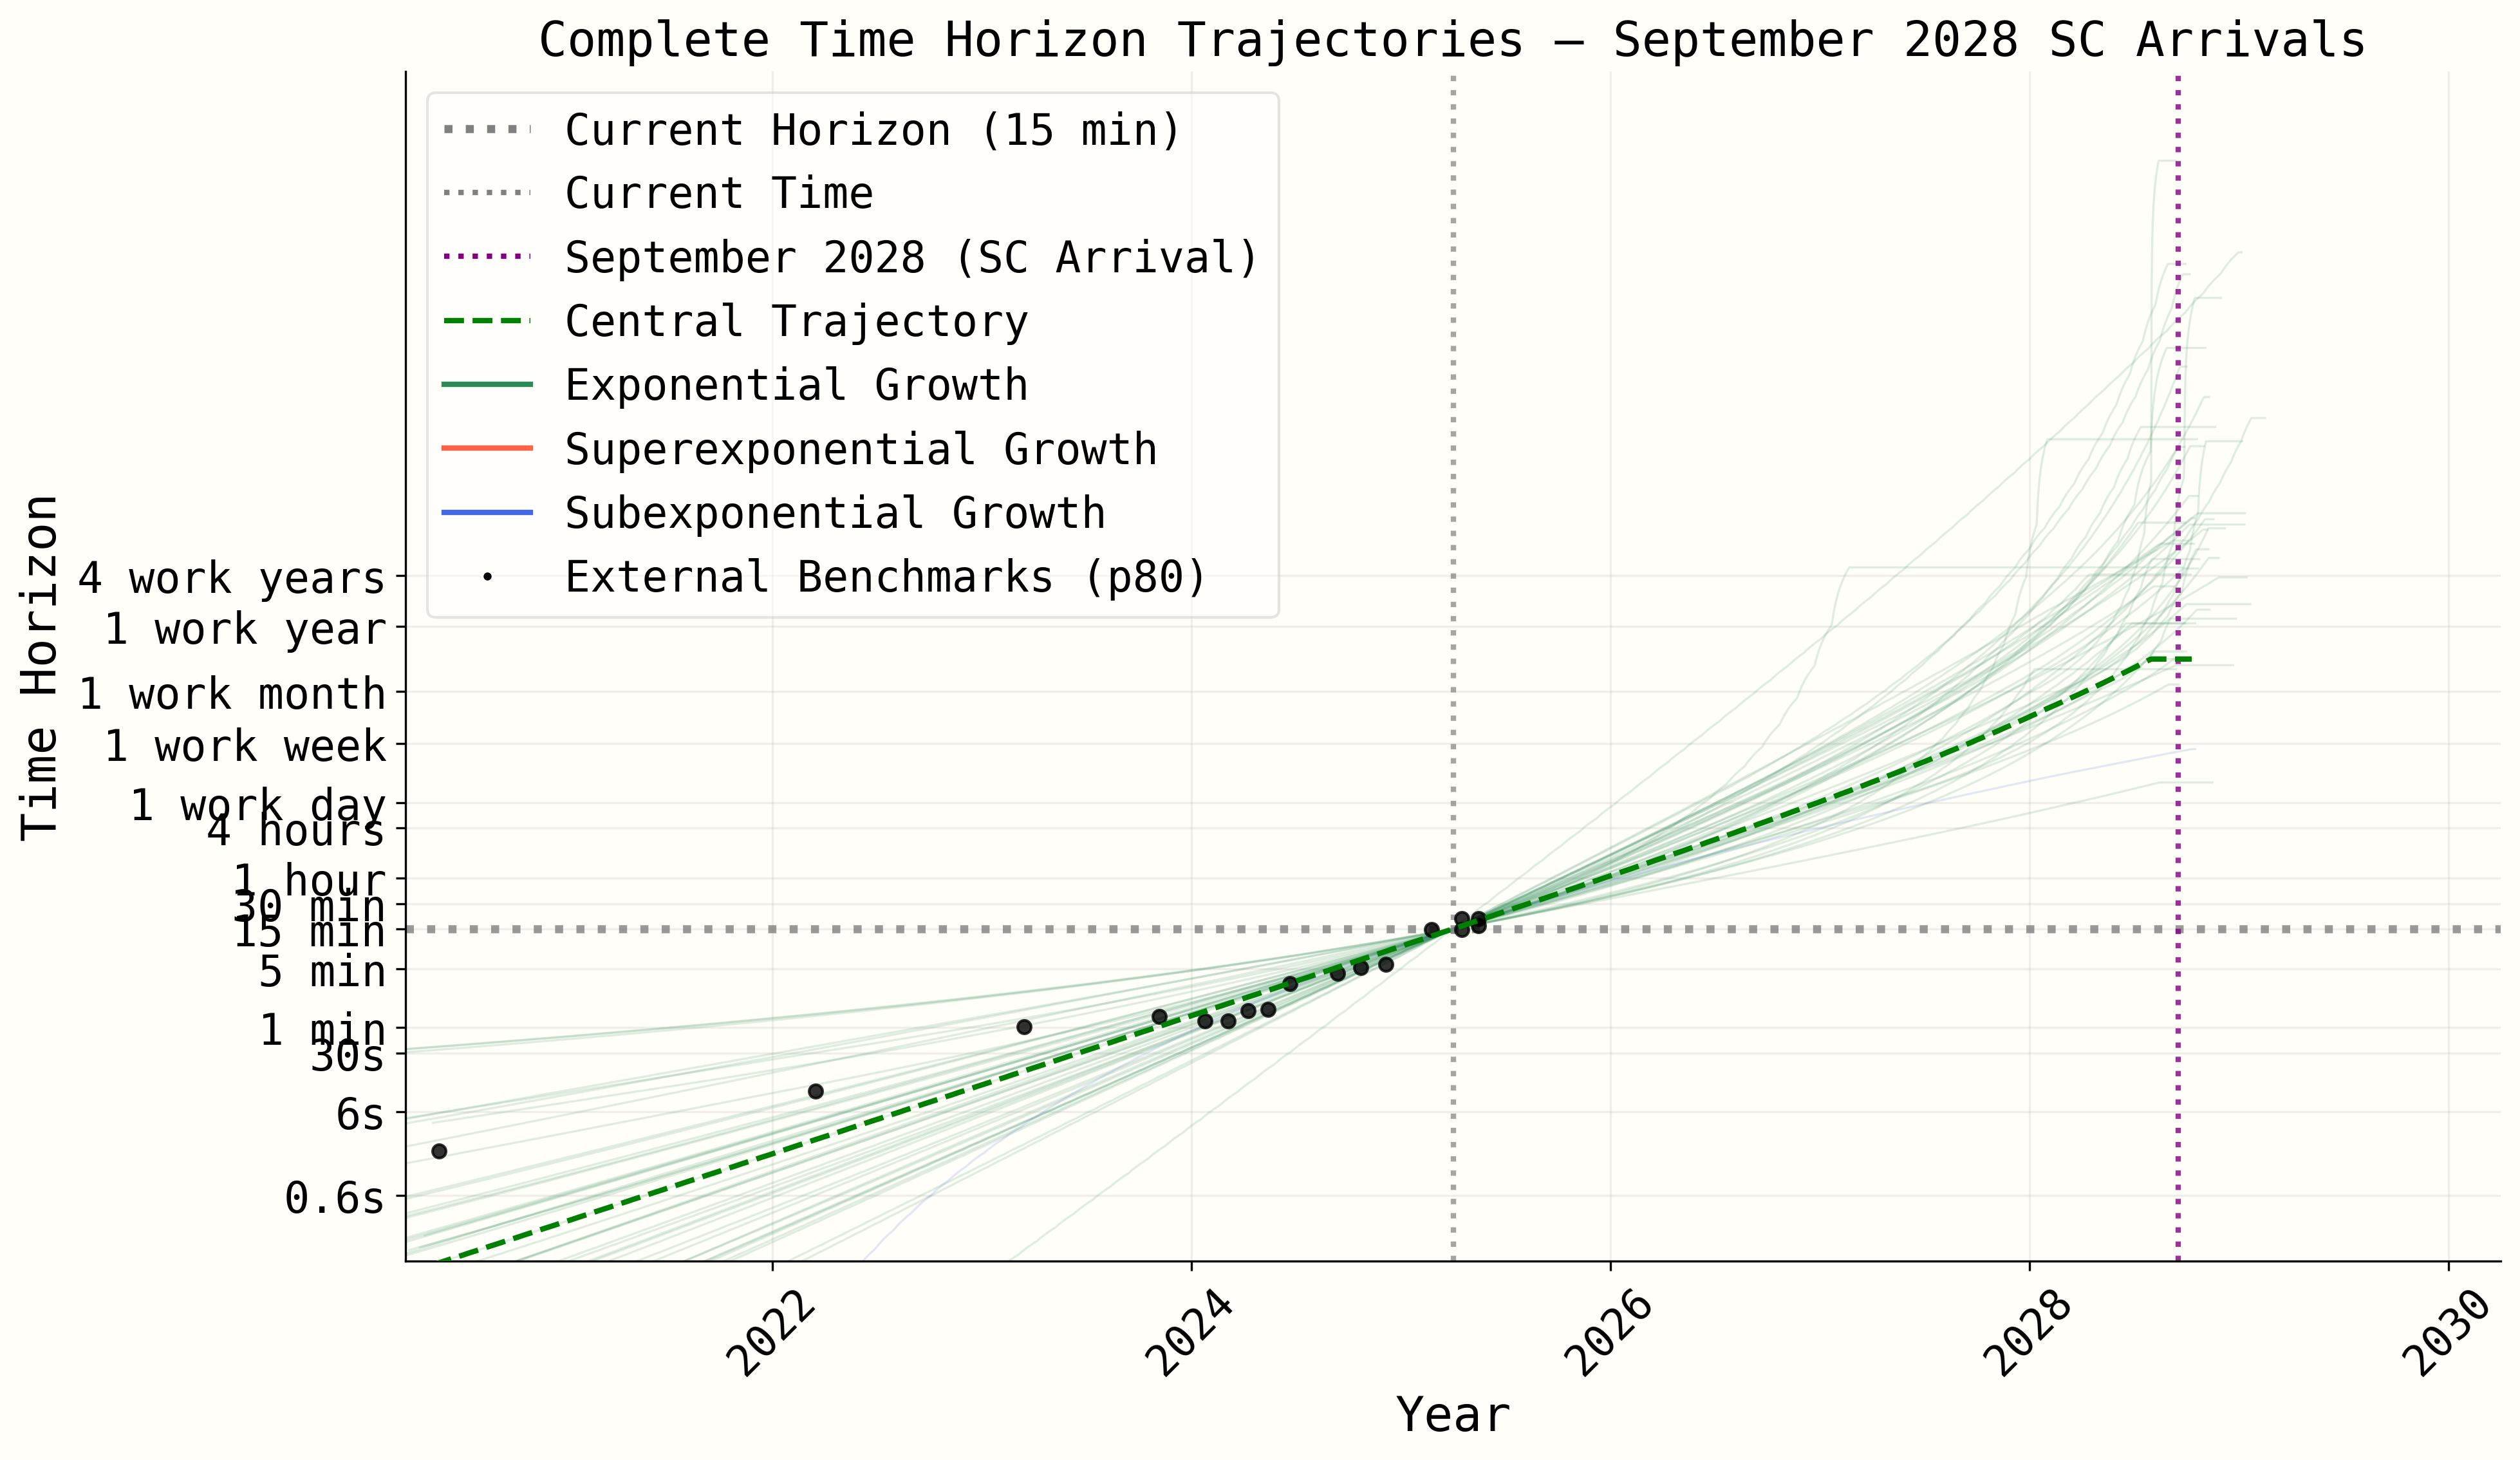 Complete Time Horizon Trajectories — September 2028 SC Arrivals
Current Horizon (15 min)
Current Time
September 2028 (SC Arrival)
Central Trajectory
Exponential Growth
Superexponential Growth
Subexponential Growth
External Benchmarks (p80)
Time Horizon
4 work years
1 work year
1 work month
1 work week
1 work day
4 hours
1 hour
30 min
15 min
5 min
1 min
30s
6s
0.6s
2022
2024
2026
2028
2030
Year